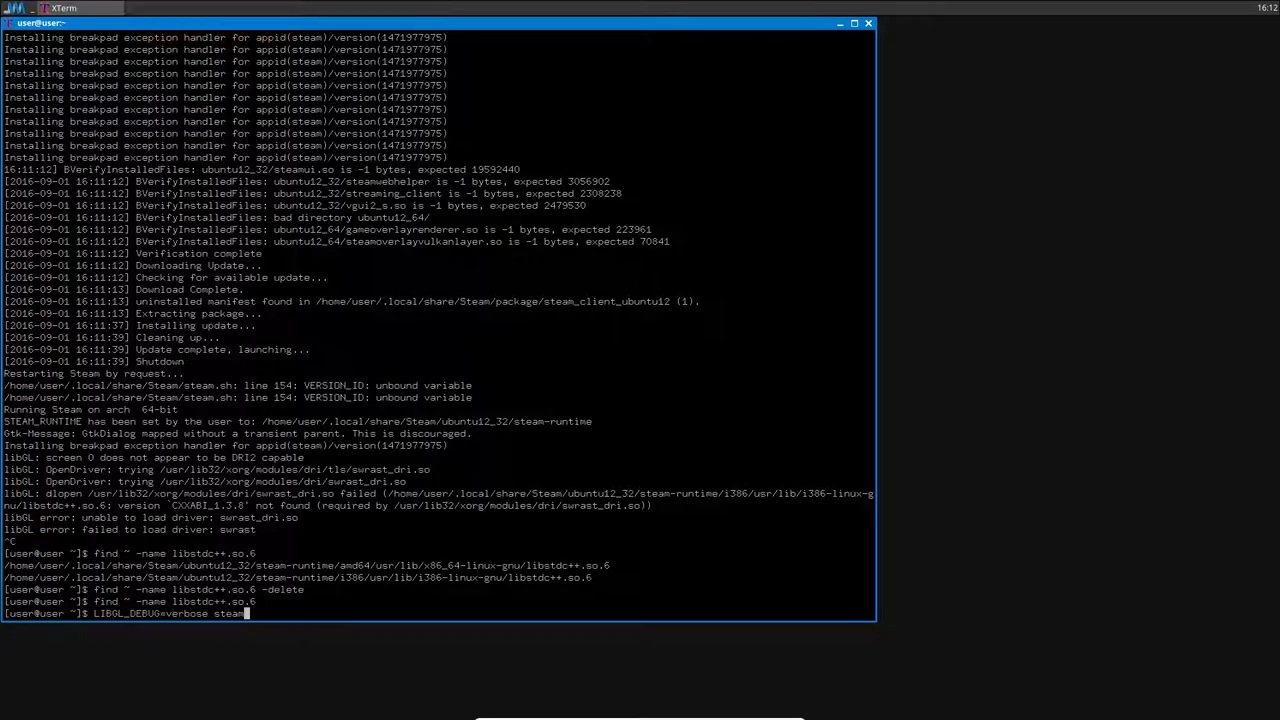 XTerm
16:12
user@user:~
Installing breakpad exception handler for appid(steam)/version(1471977975)
Installing breakpad exception handler for appid(steam)/version(1471977975)
Installing breakpad exception handler for appid(steam)/version(1471977975)
Installing breakpad exception handler for appid(steam)/version(1471977975)
Installing breakpad exception handler for appid(steam)/version(1471977975)
Installing breakpad exception handler for appid(steam)/version(1471977975)
Installing breakpad exception handler for appid(steam)/version(1471977975)
Installing breakpad exception handler for appid(steam)/version(1471977975)
Installing breakpad exception handler for appid(steam)/version(1471977975)
Installing breakpad exception handler for appid(steam)/version(1471977975)
Installing breakpad exception handler for appid(steam)/version(1471977975)
16:11:12] BVerifyInstalledFiles: ubuntu12_32/steamui.so is -1 bytes, expected 19592440
[2016-09-01 16:11:12] BVerifyInstalledFiles: ubuntu12_32/steamwebhelper is -1 bytes, expected 3056902
[2016-09-01 16:11:12] BVerifyInstalledFiles: ubuntu12_32/streaming_client is -1 bytes, expected 2308238
[2016-09-01 16:11:12] BVerifyInstalledFiles: ubuntu12_32/vgui2_s.so is -1 bytes, expected 2479530
[2016-09-01 16:11:12] BVerifyInstalledFiles: bad directory ubuntu12_64/
[2016-09-01 16:11:12] BVerifyInstalledFiles: ubuntu12_64/gameoverlayrenderer.so is -1 bytes, expected 223961
[2016-09-01 16:11:12] BVerifyInstalledFiles: ubuntu12_64/steamoverlayvulkanlayer.so is -1 bytes, expected 70841
[2016-09-01 16:11:12] Verification complete
[2016-09-01 16:11:12] Downloading Update...
[2016-09-01 16:11:12] Checking for available update...
[2016-09-01 16:11:13] Download Complete.
[2016-09-01 16:11:13] uninstalled manifest found in /home/user/.local/share/Steam/package/steam_client_ubuntu12 (1).
[2016-09-01 16:11:13] Extracting package...
[2016-09-01 16:11:37] Installing update...
[2016-09-01 16:11:39] Cleaning up...
[2016-09-01 16:11:39] Update complete, launching...
[2016-09-01 16:11:39] Shutdown
Restarting Steam by request...
/home/user/.local/share/Steam/steam.sh: line 154: VERSION_ID: unbound variable
/home/user/.local/share/Steam/steam.sh: line 154: VERSION_ID: unbound variable
Running Steam on arch  64-bit
STEAM_RUNTIME has been set by the user to: /home/user/.local/share/Steam/ubuntu12_32/steam-runtime
Gtk-Message: GtkDialog mapped without a transient parent. This is discouraged.
Installing breakpad exception handler for appid(steam)/version(1471977975)
libGL: screen 0 does not appear to be DRI2 capable
libGL: OpenDriver: trying /usr/lib32/xorg/modules/dri/tls/swrast_dri.so
libGL: OpenDriver: trying /usr/lib32/xorg/modules/dri/swrast_dri.so
libGL: dlopen /usr/lib32/xorg/modules/dri/swrast_dri.so failed (/home/user/.local/share/Steam/ubuntu12_32/steam-runtime/i386/usr/lib/i386-linux-g
nu/libstdc++.so.6: version `CXXABI_1.3.8' not found (required by /usr/lib32/xorg/modules/dri/swrast_dri.so))
libGL error: unable to load driver: swrast_dri.so
libGL error: failed to load driver: swrast
^C
[user@user ~]$ find ~ -name libstdc++.so.6
/home/user/.local/share/Steam/ubuntu12_32/steam-runtime/amd64/usr/lib/x86_64-linux-gnu/libstdc++.so.6
/home/user/.local/share/Steam/ubuntu12_32/steam-runtime/i386/usr/lib/i386-linux-gnu/libstdc++.so.6
[user@user ~]$ find ~ -name libstdc++.so.6 -delete
[user@user ~]$ find ~ -name libstdc++.so.6
[user@user ~]$ LIBGL_DEBUG=verbose steam